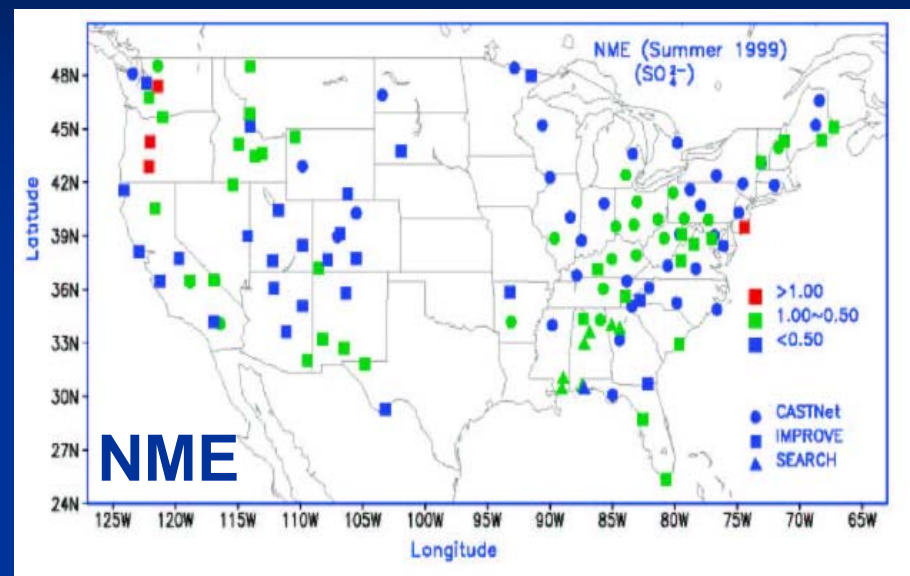 NME (Summer 1999)
(SO₄²⁻)
48N
45N
42N
39N
36N
33N
30N
27N
24N
Latitude
>1.00
1.00~0.50
<0.50
CASTNet
IMPROVE
SEARCH
NME
125W 120W 115W 110W 105W 100W 95W 90W 85W 80W 75W 70W 65W
Longitude